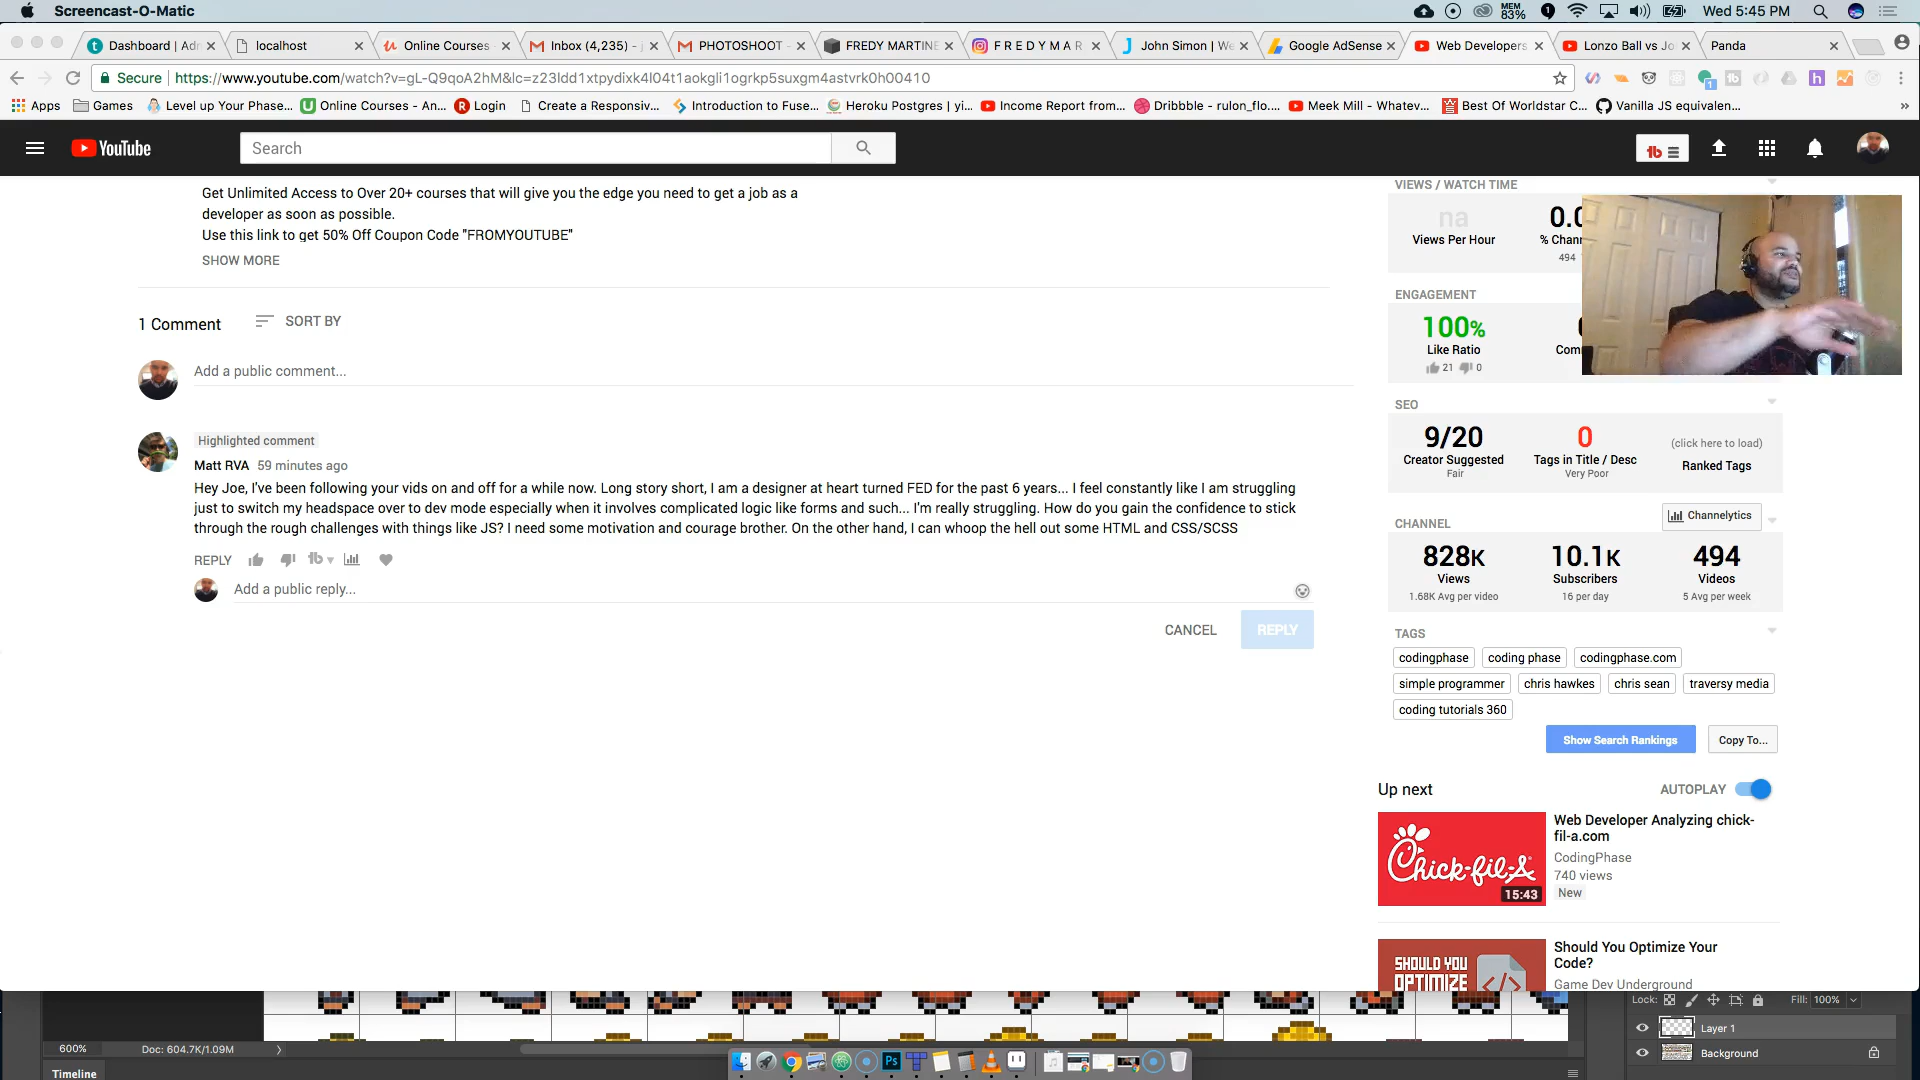 Screencast-O-Matic
MEM
83%
Wed 5:45 PM
Dashboard | Adr
localhost
Online Courses -
Inbox (4,235) - j
PHOTOSHOOT -
FREDY MARTINE
F R E D Y M A R
John Simon | We
Google AdSense
Web Developers
Lonzo Ball vs Jo
Panda
Secure
https://www.youtube.com/watch?v=gL-Q9qoA2hM&lc=z23ldd1xtpydixk4l04t1aokgli1ogrkp5suxgm4astvrk0h00410
Apps
Games
Level up Your Phase...
Online Courses - An...
Login
Create a Responsiv...
Introduction to Fuse...
Heroku Postgres | yi...
Income Report from...
Dribbble - rulon_flo....
Meek Mill - Whatev...
Best Of Worldstar C...
Vanilla JS equivalen...
YouTube
Search
Get Unlimited Access to Over 20+ courses that will give you the edge you need to get a job as a
developer as soon as possible.
Use this link to get 50% Off Coupon Code "FROMYOUTUBE"
SHOW MORE
1 Comment
SORT BY
Add a public comment...
Highlighted comment
Matt RVA 59 minutes ago
Hey Joe, I've been following your vids on and off for a while now. Long story short, I am a designer at heart turned FED for the past 6 years... I feel constantly like I am struggling
just to switch my headspace over to dev mode especially when it involves complicated logic like forms and such... I'm really struggling. How do you gain the confidence to stick
through the rough challenges with things like JS? I need some motivation and courage brother. On the other hand, I can whoop the hell out some HTML and CSS/SCSS
REPLY
Add a public reply...
CANCEL
REPLY
VIEWS / WATCH TIME
na
Views Per Hour
0.0
% Chann
494
ENGAGEMENT
100%
Like Ratio
21 0
Com
SEO
9/20
Creator Suggested
Fair
0
Tags in Title / Desc
Very Poor
(click here to load)
Ranked Tags
CHANNEL
Channelytics
828K
Views
1.68K Avg per video
10.1K
Subscribers
16 per day
494
Videos
5 Avg per week
TAGS
codingphase
coding phase
codingphase.com
simple programmer
chris hawkes
chris sean
traversy media
coding tutorials 360
Show Search Rankings
Copy To...
Up next
AUTOPLAY
Chick-fil-A
15:43
Web Developer Analyzing chick-
fil-a.com
CodingPhase
740 views
New
SHOULD YOU
OPTIMIZE
Should You Optimize Your
Code?
Game Dev Underground
Lock:
Fill: 100%
Layer 1
Background
600%
Doc: 604.7K/1.09M
Timeline